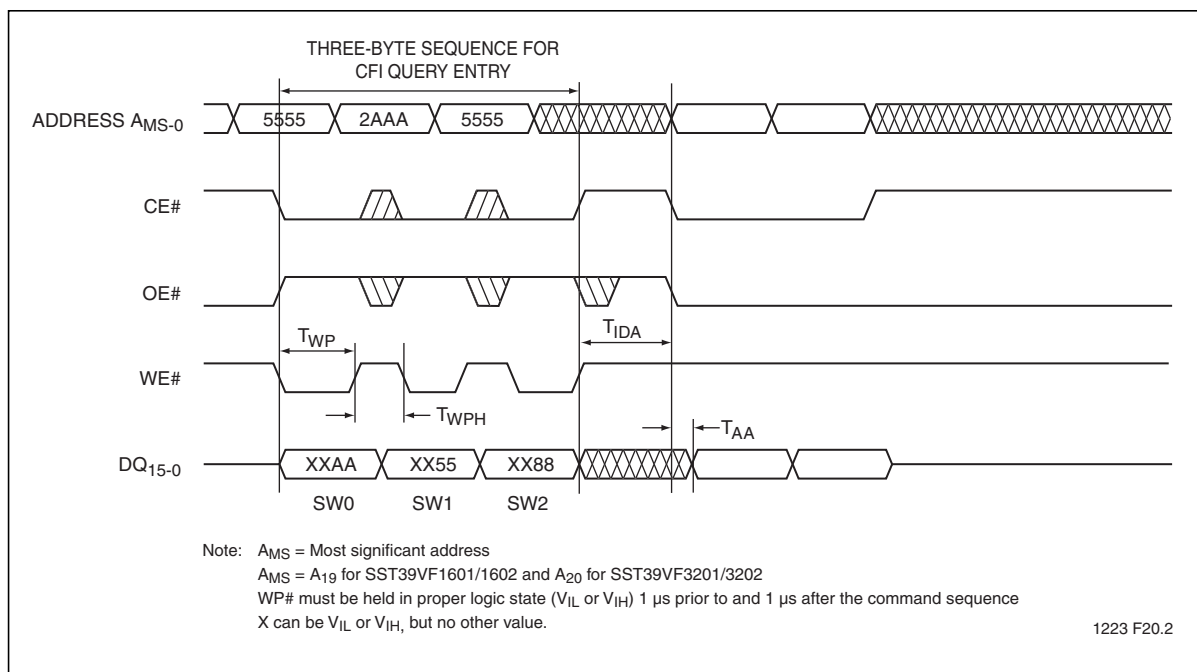 THREE-BYTE SEQUENCE FOR
CFI QUERY ENTRY
ADDRESS AMS-0
5555 2AAA 5555
CE#
OE#
TWP TIDA
WE#
TWPH
TAA
DQ15-0
XXAA XX55 XX88
SW0 SW1 SW2
Note: AMS = Most significant address
AMS = A19 for SST39VF1601/1602 and A20 for SST39VF3201/3202
WP# must be held in proper logic state (VIL or VIH) 1 µs prior to and 1 µs after the command sequence
X can be VIL or VIH, but no other value.
1223 F20.2